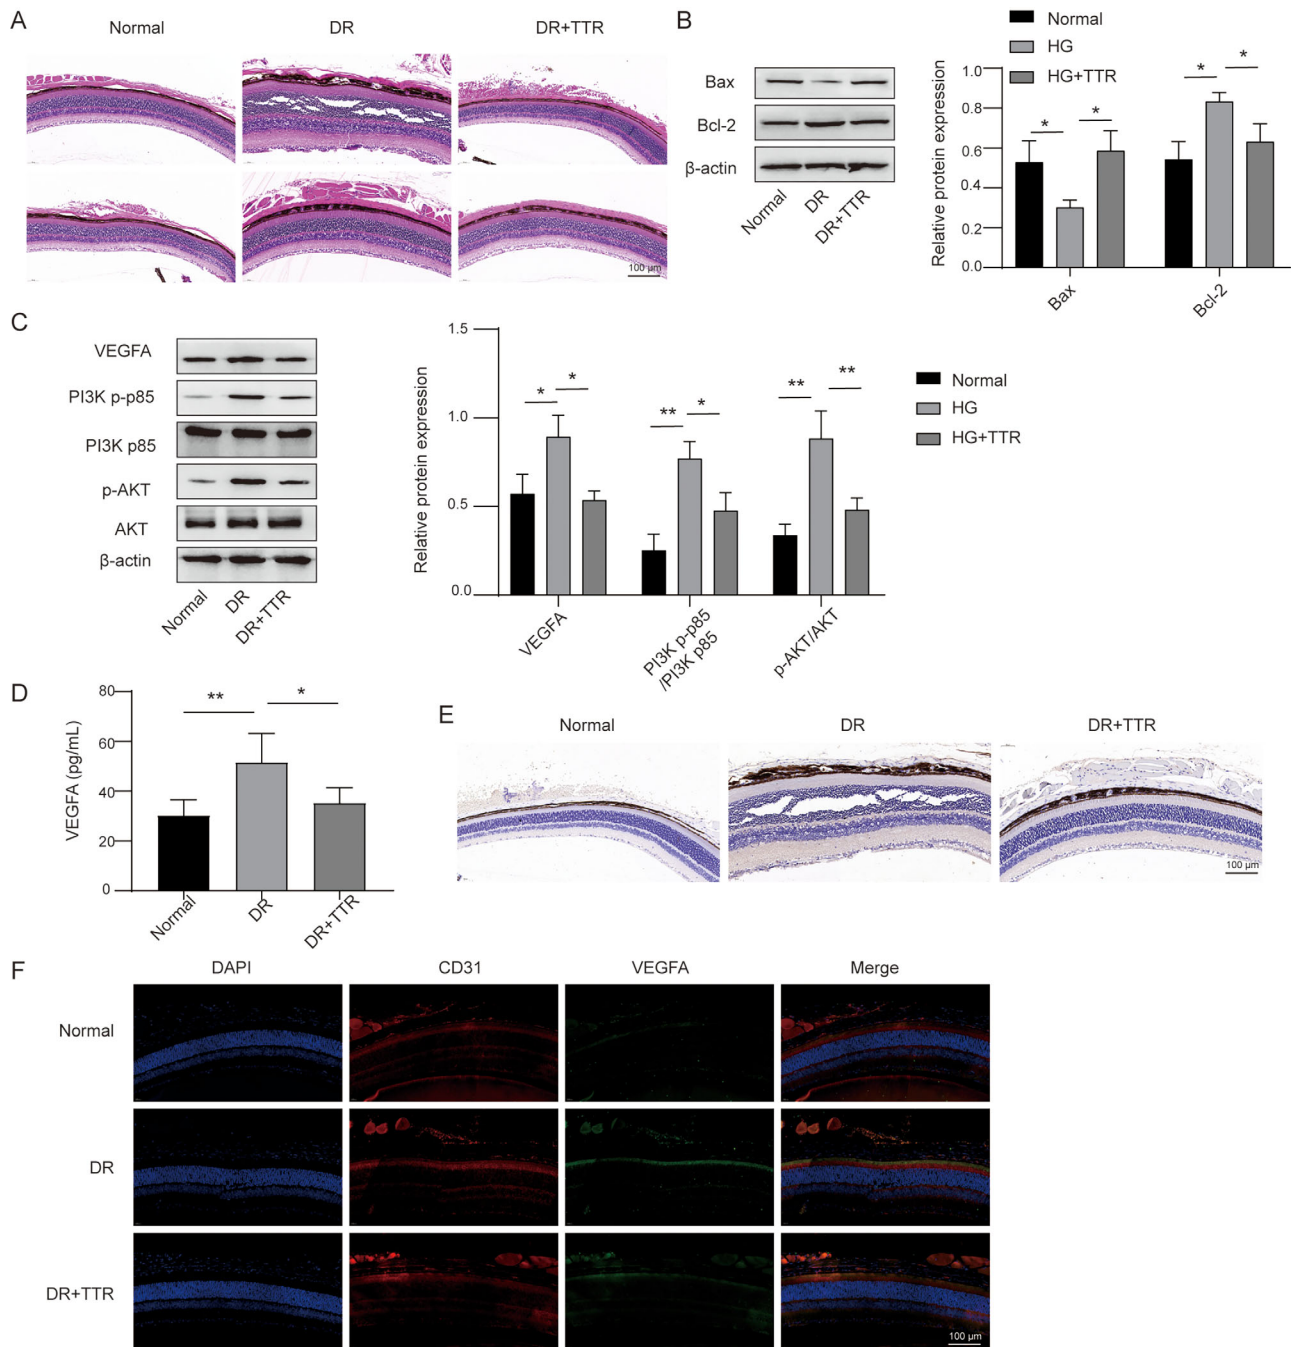 A
Normal
DR
DR+TTR
100 µm
B
Bax
Bcl-2
β-actin
Normal
DR
DR+TTR
Normal
HG
HG+TTR
Relative protein expression
1.0
0.8
0.6
0.4
0.2
0.0
*
*
*
*
Bax
Bcl-2
C
VEGFA
PI3K p-p85
PI3K p85
p-AKT
AKT
β-actin
Normal
DR
DR+TTR
Relative protein expression
1.5
1.0
0.5
0.0
*
*
**
*
**
**
VEGFA
PI3K p-p85
/PI3K p85
p-AKT/AKT
Normal
HG
HG+TTR
D
VEGFA (pg/mL)
80
60
40
20
0
**
*
Normal
DR
DR+TTR
E
Normal
DR
DR+TTR
100 µm
F
DAPI
CD31
VEGFA
Merge
Normal
DR
DR+TTR
100 µm